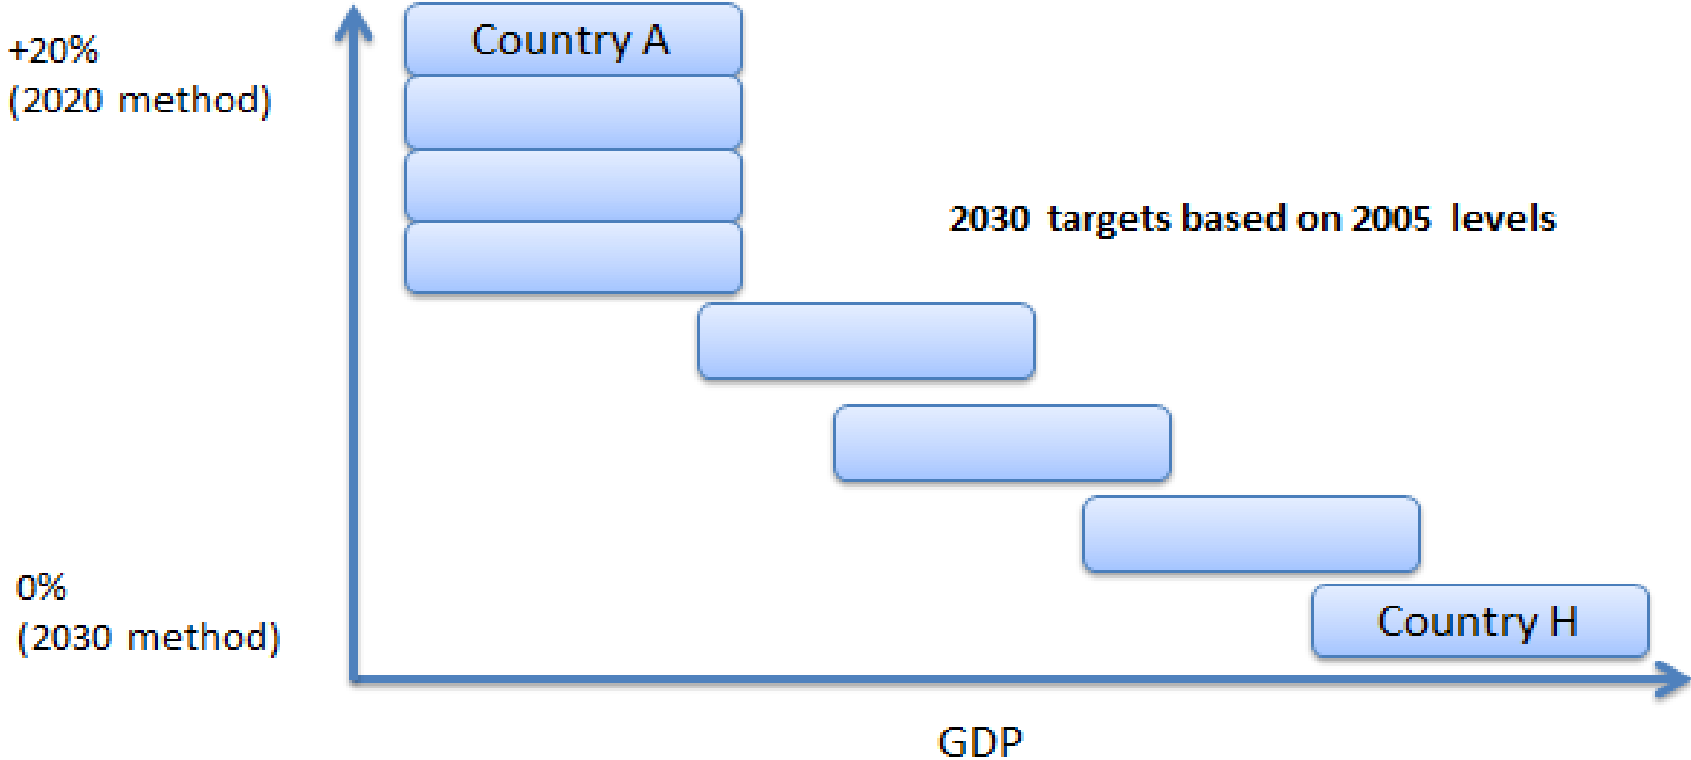 +20%
(2020 method)
Country A
2030 targets based on 2005 levels
0%
(2030 method)
Country H
GDP